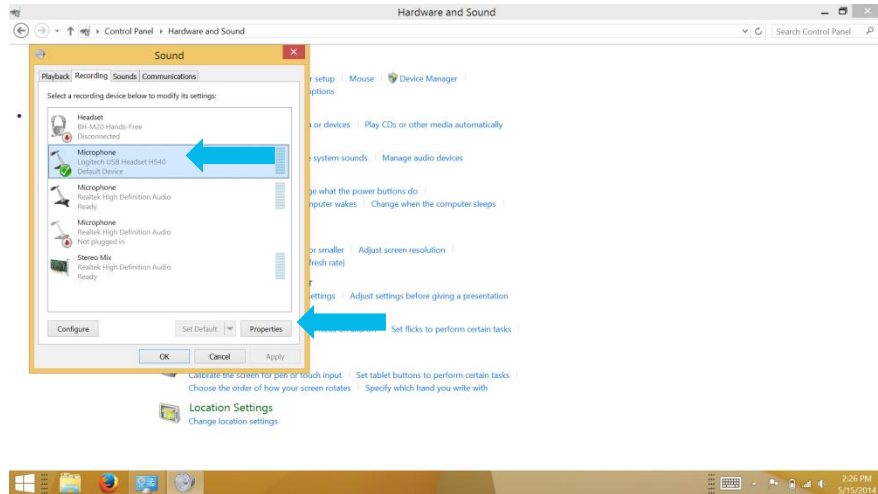 Hardware and Sound
Control Panel Hardware and Sound
Search Control Panel
Sound
Playback Recording Sounds Communications
Select a recording device below to modify its settings:
Headset
BH-M20 Hands-Free
Disconnected
Microphone
Logitech USB Headset H540
Default Device
Microphone
Realtek High Definition Audio
Ready
Microphone
Realtek High Definition Audio
Not plugged in
Stereo Mix
Realtek High Definition Audio
Ready
Configure Set Default Properties
OK Cancel Apply
setup Mouse Device Manager
or devices Play CDs or other media automatically
system sounds Manage audio devices
what the power buttons do
computer wakes Change when the computer sleeps
or smaller Adjust screen resolution
settings Adjust settings before giving a presentation
Set flicks to perform certain tasks
Calibrate the screen for pen or touch input Set tablet buttons to perform certain tasks
Choose the order of how your screen rotates Specify which hand you write with
Location Settings
Change location settings
2:26 PM
5/15/2014